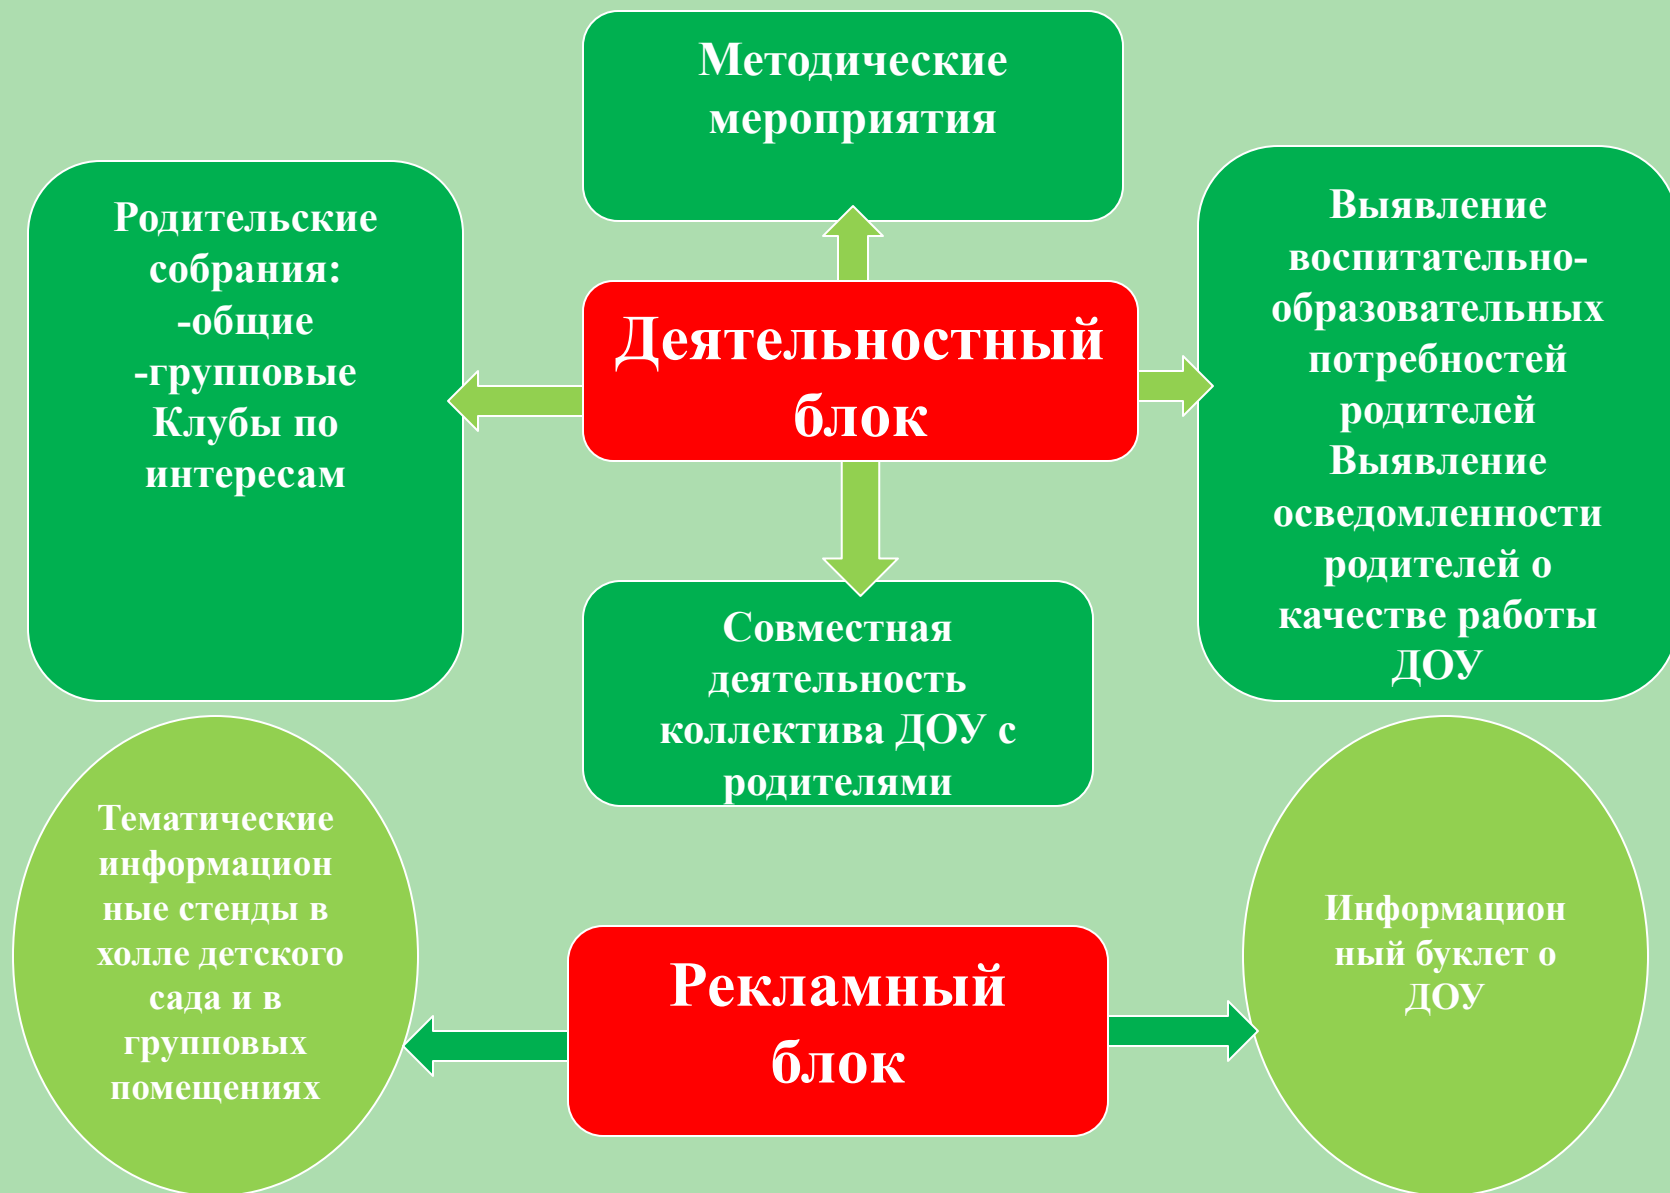 Методические
мероприятия
Родительские
собрания:
-общие
-групповые
Клубы по
интересам
Деятельностный
блок
Выявление
воспитательно-
образовательных
потребностей
родителей
Выявление
осведомленности
родителей о
качестве работы
ДОУ
Совместная
деятельность
коллектива ДОУ с
родителями
Тематические
информацион
ные стенды в
холле детского
сада и в
групповых
помещениях
Рекламный
блок
Информацион
ный буклет о
ДОУ